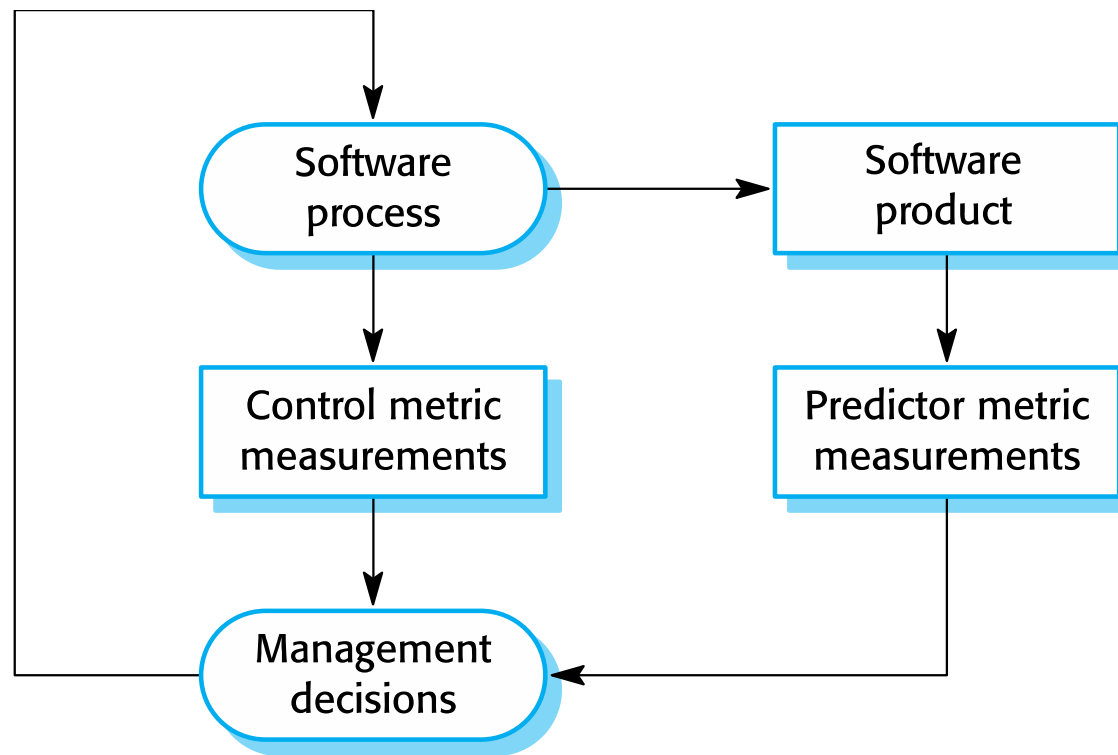 Software
process
Software
product
Control metric
measurements
Predictor metric
measurements
Management
decisions